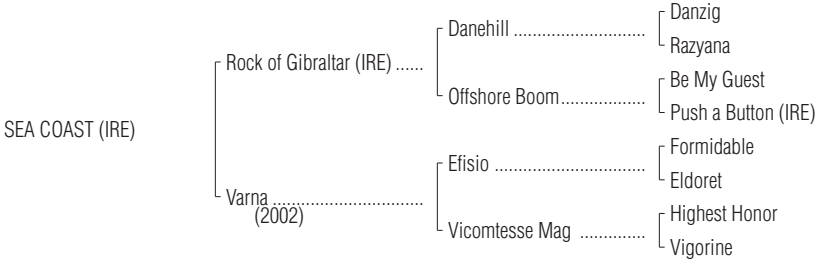 SEA COAST (IRE)
Rock of Gibraltar (IRE) ......
Varna ................................
(2002)
Danehill ............................
Offshore Boom..................
Efisio ................................
Vicomtesse Mag ..............
Danzig
Razyana
Be My Guest
Push a Button (IRE)
Formidable
Eldoret
Highest Honor
Vigorine